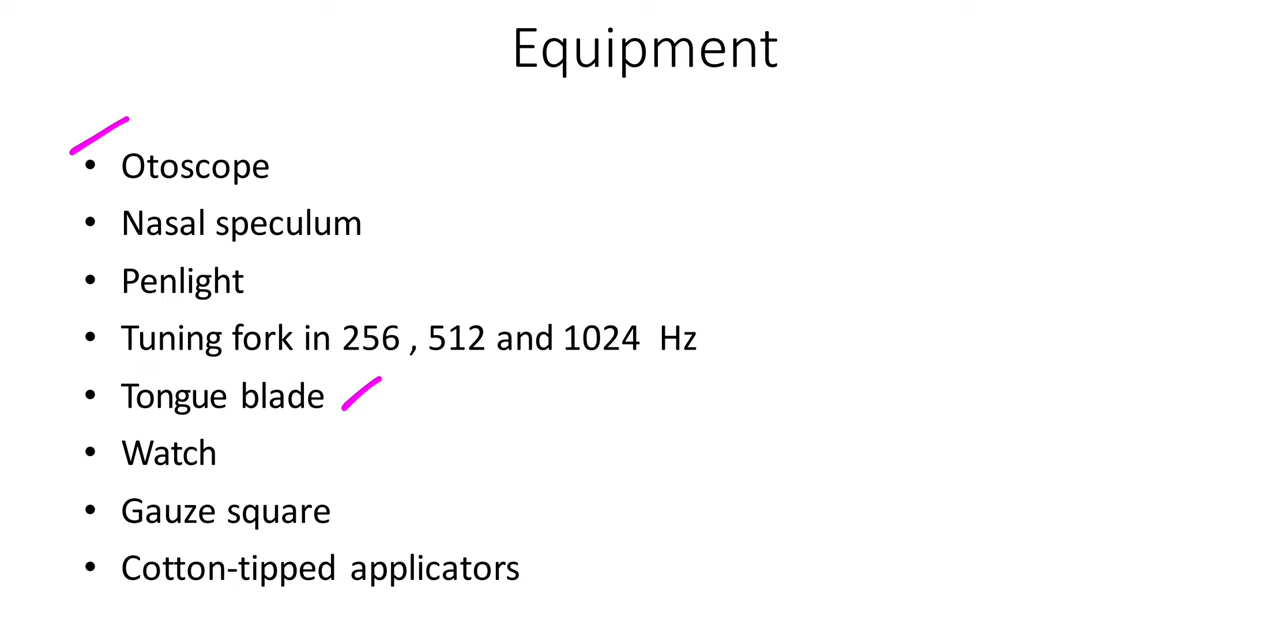 Equipment
• Otoscope
• Nasal speculum
• Penlight
• Tuning fork in 256 , 512 and 1024 Hz
• Tongue blade
• Watch
• Gauze square
• Cotton-tipped applicators